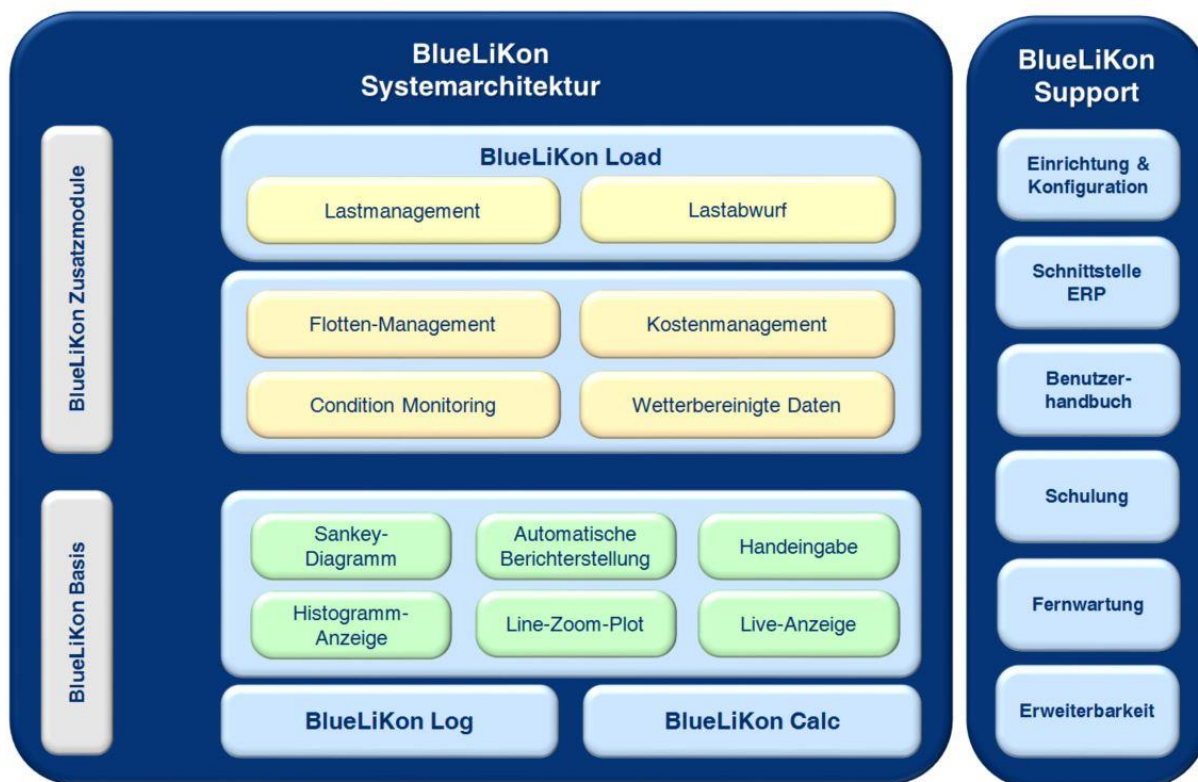 BlueLiKon
Systemarchitektur
BlueLiKon Zusatzmodule
BlueLiKon Load
Lastmanagement
Lastabwurf
Flotten-Management
Kostenmanagement
Condition Monitoring
Wetterbereinigte Daten
BlueLiKon Basis
Sankey-
Diagramm
Automatische
Berichterstellung
Handeingabe
Histogramm-
Anzeige
Line-Zoom-Plot
Live-Anzeige
BlueLiKon Log
BlueLiKon Calc
BlueLiKon
Support
Einrichtung &
Konfiguration
Schnittstelle
ERP
Benutzer-
handbuch
Schulung
Fernwartung
Erweiterbarkeit